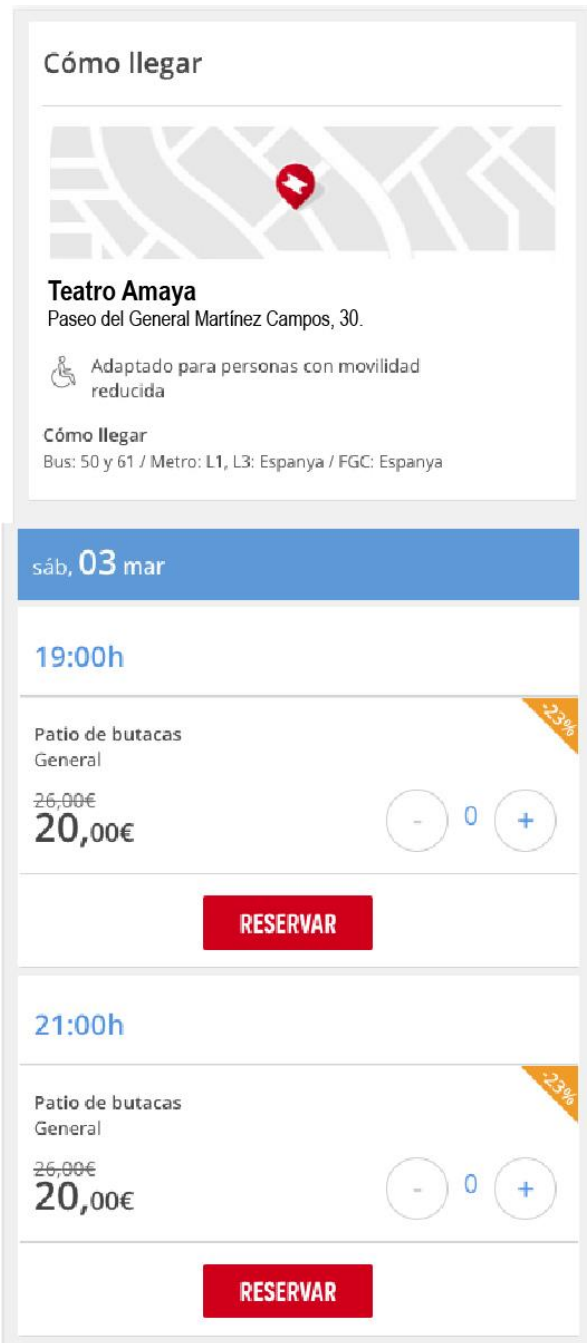 Cómo llegar
Teatro Amaya
Paseo del General Martínez Campos, 30.
Adaptado para personas con movilidad
reducida
Cómo llegar
Bus: 50 y 61 / Metro: L1, L3: Espanya / FGC: Espanya
sáb, 03 mar
19:00h
-23%
Patio de butacas
General
26,00€
20,00€
- 0 +
RESERVAR
21:00h
-23%
Patio de butacas
General
26,00€
20,00€
- 0 +
RESERVAR